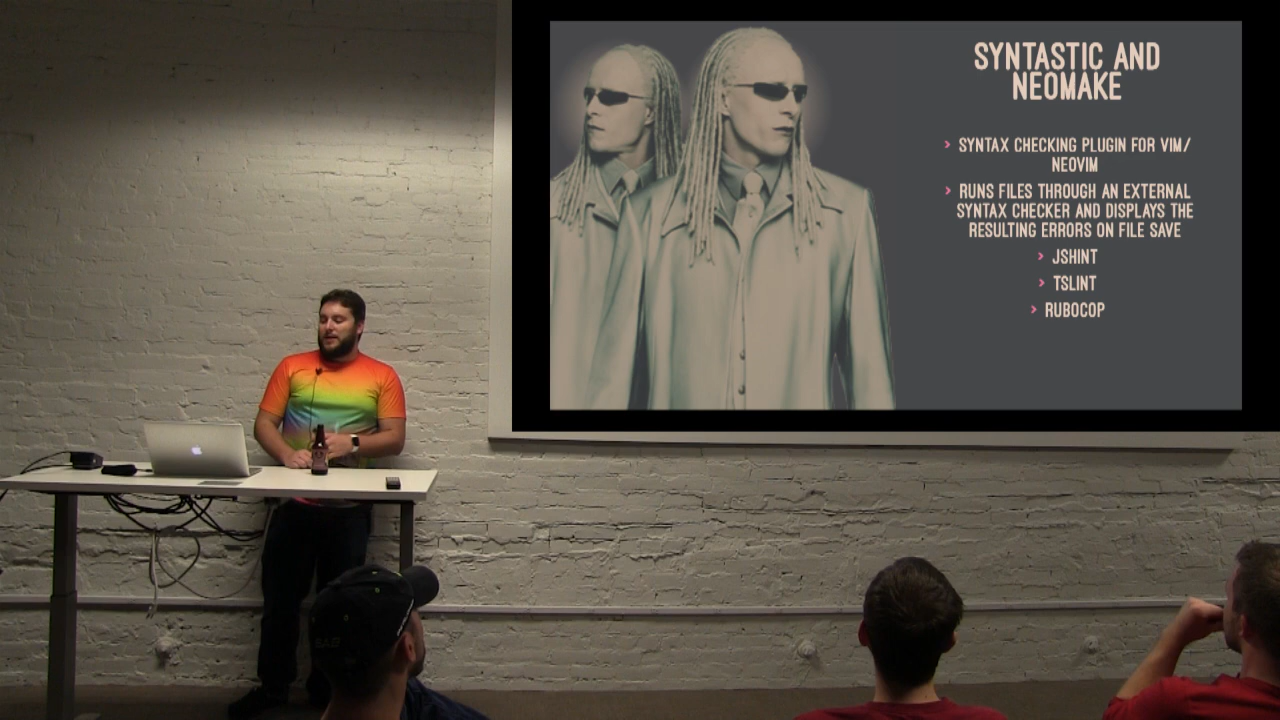 SYNTASTIC AND
NEOMAKE
SYNTAX CHECKING PLUGIN FOR VIM/
NEOVIM
RUNS FILES THROUGH AN EXTERNAL
SYNTAX CHECKER AND DISPLAYS THE
RESULTING ERRORS ON FILE SAVE
JSHINT
TSLINT
RUBOCOP